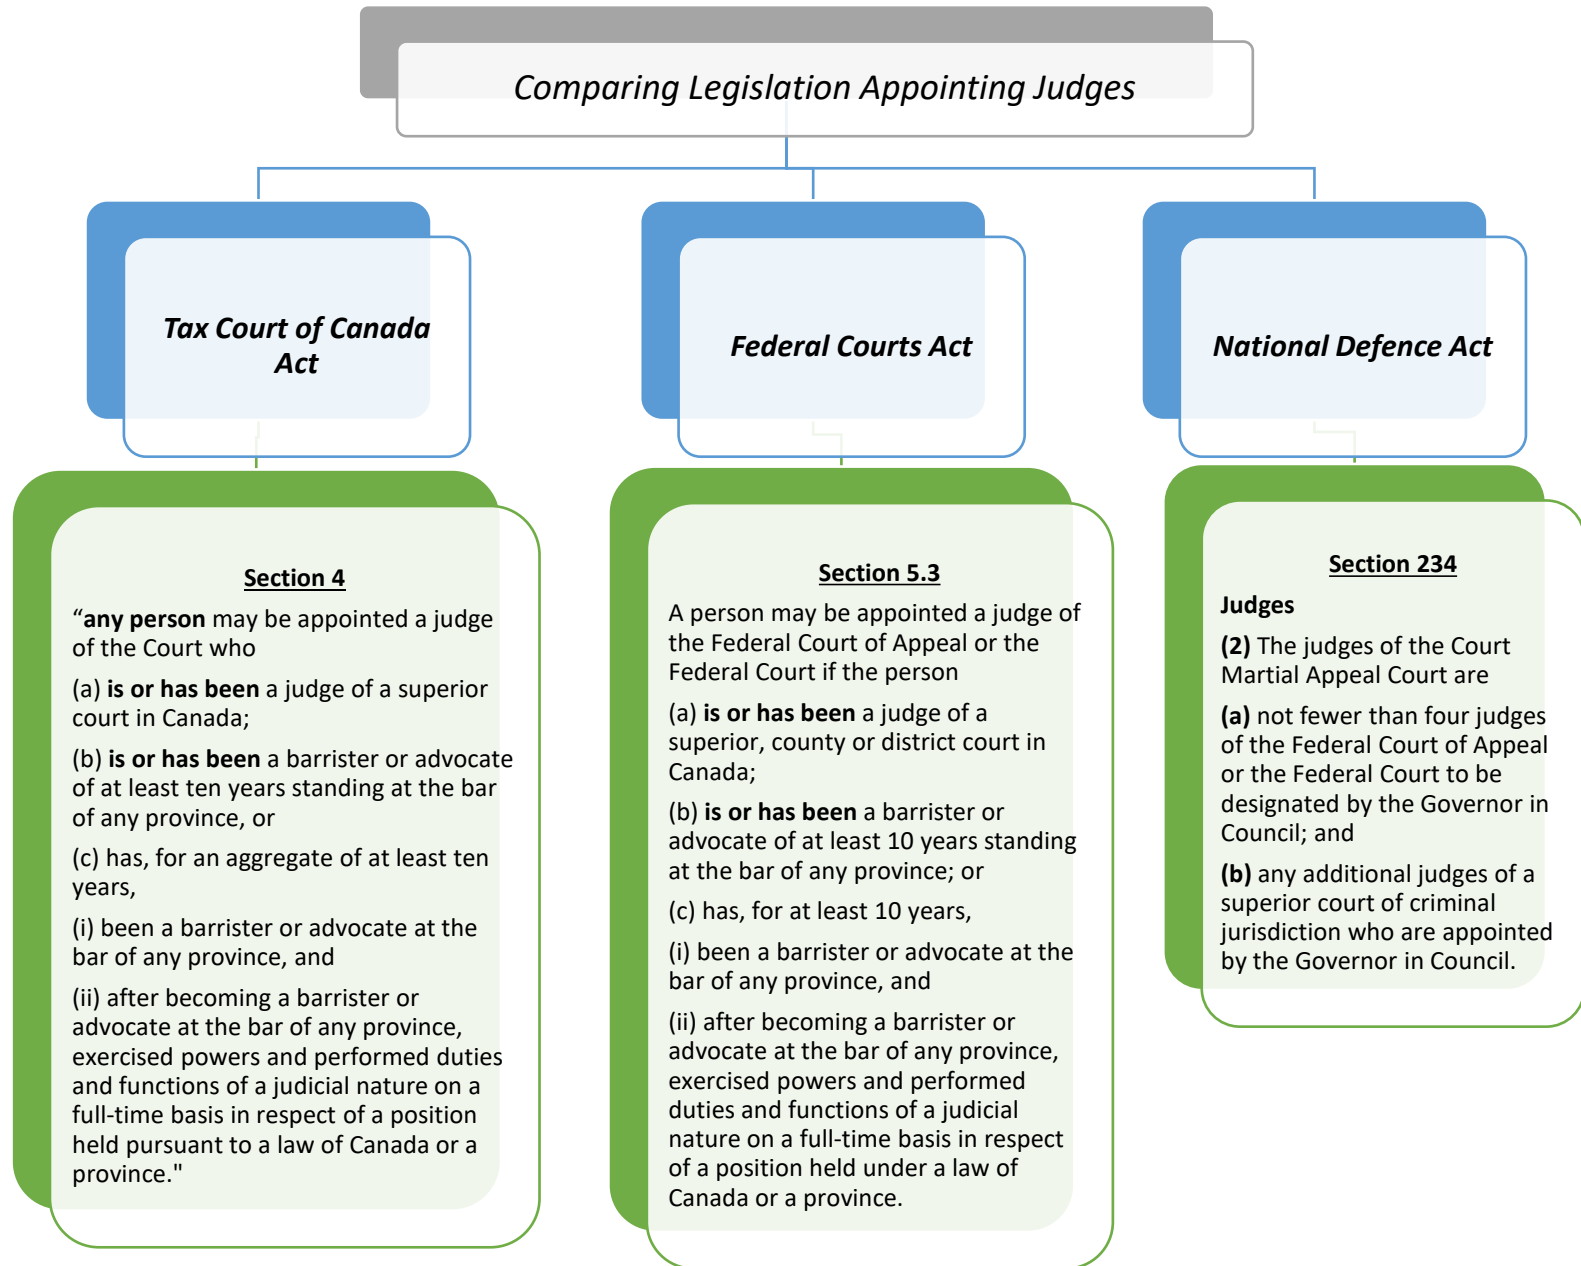 Comparing Legislation Appointing Judges
Tax Court of Canada
Act
Federal Courts Act
National Defence Act
Section 4
“any person may be appointed a judge
of the Court who
(a) is or has been a judge of a superior
court in Canada;
(b) is or has been a barrister or advocate
of at least ten years standing at the bar
of any province, or
(c) has, for an aggregate of at least ten
years,
(i) been a barrister or advocate at the
bar of any province, and
(ii) after becoming a barrister or
advocate at the bar of any province,
exercised powers and performed duties
and functions of a judicial nature on a
full-time basis in respect of a position
held pursuant to a law of Canada or a
province."
Section 5.3
A person may be appointed a judge of
the Federal Court of Appeal or the
Federal Court if the person
(a) is or has been a judge of a
superior, county or district court in
Canada;
(b) is or has been a barrister or
advocate of at least 10 years standing
at the bar of any province; or
(c) has, for at least 10 years,
(i) been a barrister or advocate at the
bar of any province, and
(ii) after becoming a barrister or
advocate at the bar of any province,
exercised powers and performed
duties and functions of a judicial
nature on a full-time basis in respect
of a position held under a law of
Canada or a province.
Section 234
Judges
(2) The judges of the Court
Martial Appeal Court are
(a) not fewer than four judges
of the Federal Court of Appeal
or the Federal Court to be
designated by the Governor in
Council; and
(b) any additional judges of a
superior court of criminal
jurisdiction who are appointed
by the Governor in Council.